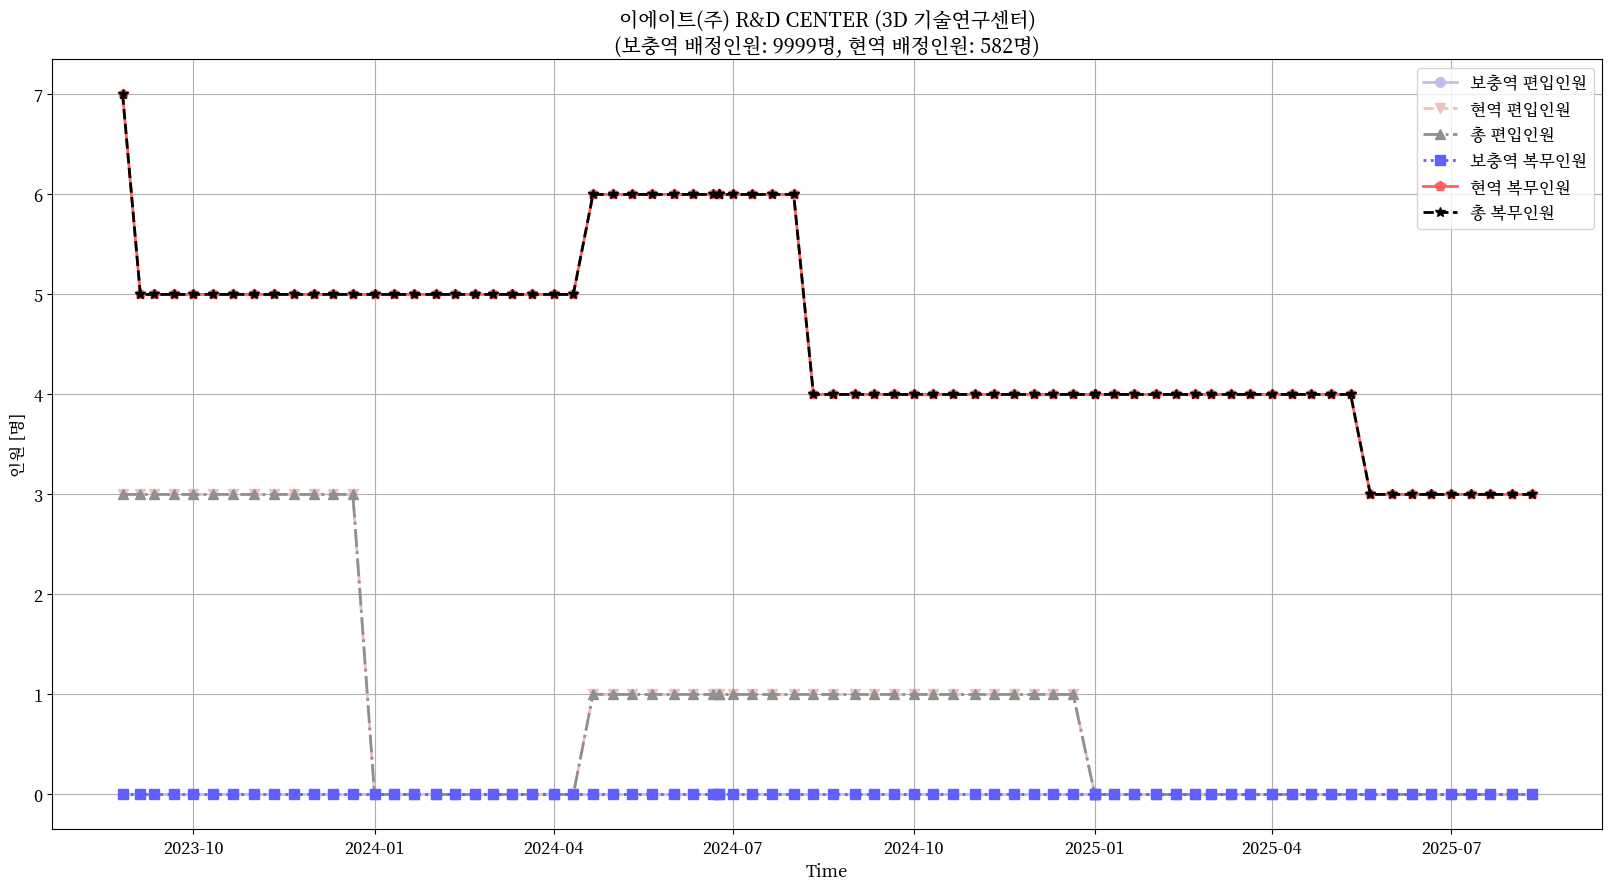 이에이트(주) R&D CENTER (3D 기술연구센터)
(보충역 배정인원: 9999명, 현역 배정인원: 582명)
보충역 편입인원
현역 편입인원
총 편입인원
보충역 복무인원
현역 복무인원
총 복무인원
인원 [명]
7
6
5
4
3
2
1
0
2023-10
2024-01
2024-04
2024-07
2024-10
2025-01
2025-04
2025-07
Time